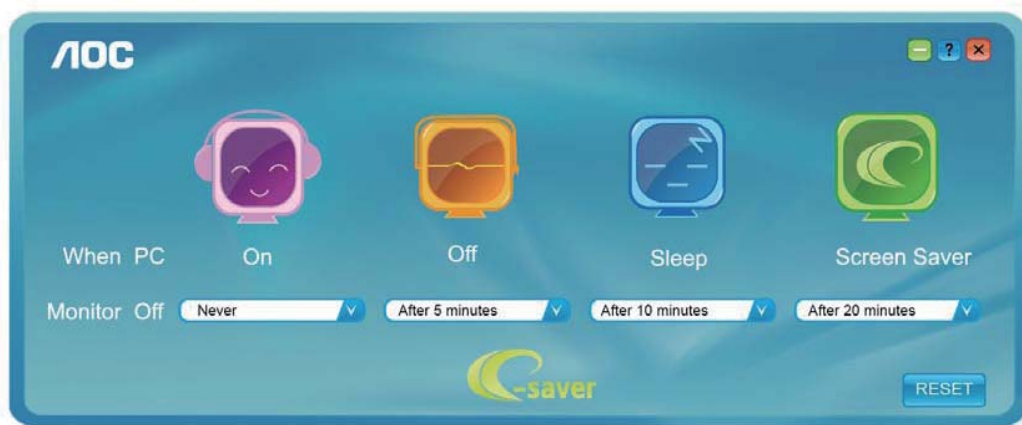 AOC
?
When PC On Off Sleep Screen Saver
Monitor Off Never After 5 minutes After 10 minutes After 20 minutes
e-saver
RESET